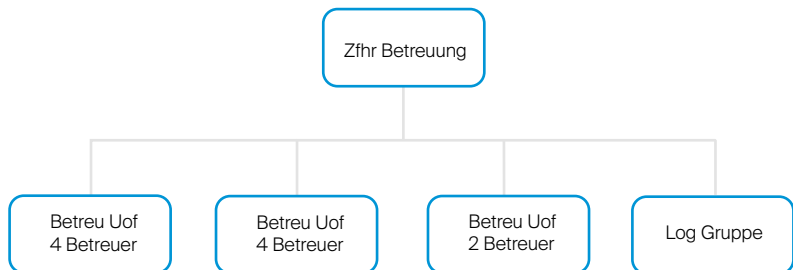 Zfhr Betreuung
Betreu Uof
4 Betreuer
Betreu Uof
4 Betreuer
Betreu Uof
2 Betreuer
Log Gruppe